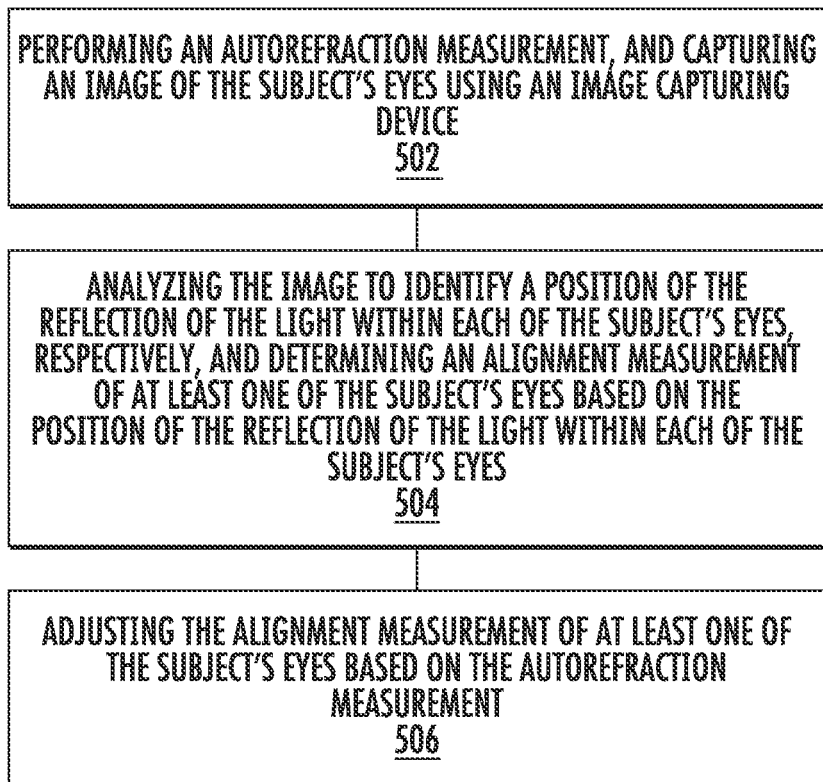 PERFORMING AN AUTOREFRACTION MEASUREMENT, AND CAPTURING
AN IMAGE OF THE SUBJECT'S EYES USING AN IMAGE CAPTURING
DEVICE
502
ANALYZING THE IMAGE TO IDENTIFY A POSITION OF THE
REFLECTION OF THE LIGHT WITHIN EACH OF THE SUBJECT'S EYES,
RESPECTIVELY, AND DETERMINING AN ALIGNMENT MEASUREMENT
OF AT LEAST ONE OF THE SUBJECT'S EYES BASED ON THE
POSITION OF THE REFLECTION OF THE LIGHT WITHIN EACH OF THE
SUBJECT'S EYES
504
ADJUSTING THE ALIGNMENT MEASUREMENT OF AT LEAST ONE OF
THE SUBJECT'S EYES BASED ON THE AUTOREFRACTION
MEASUREMENT
506